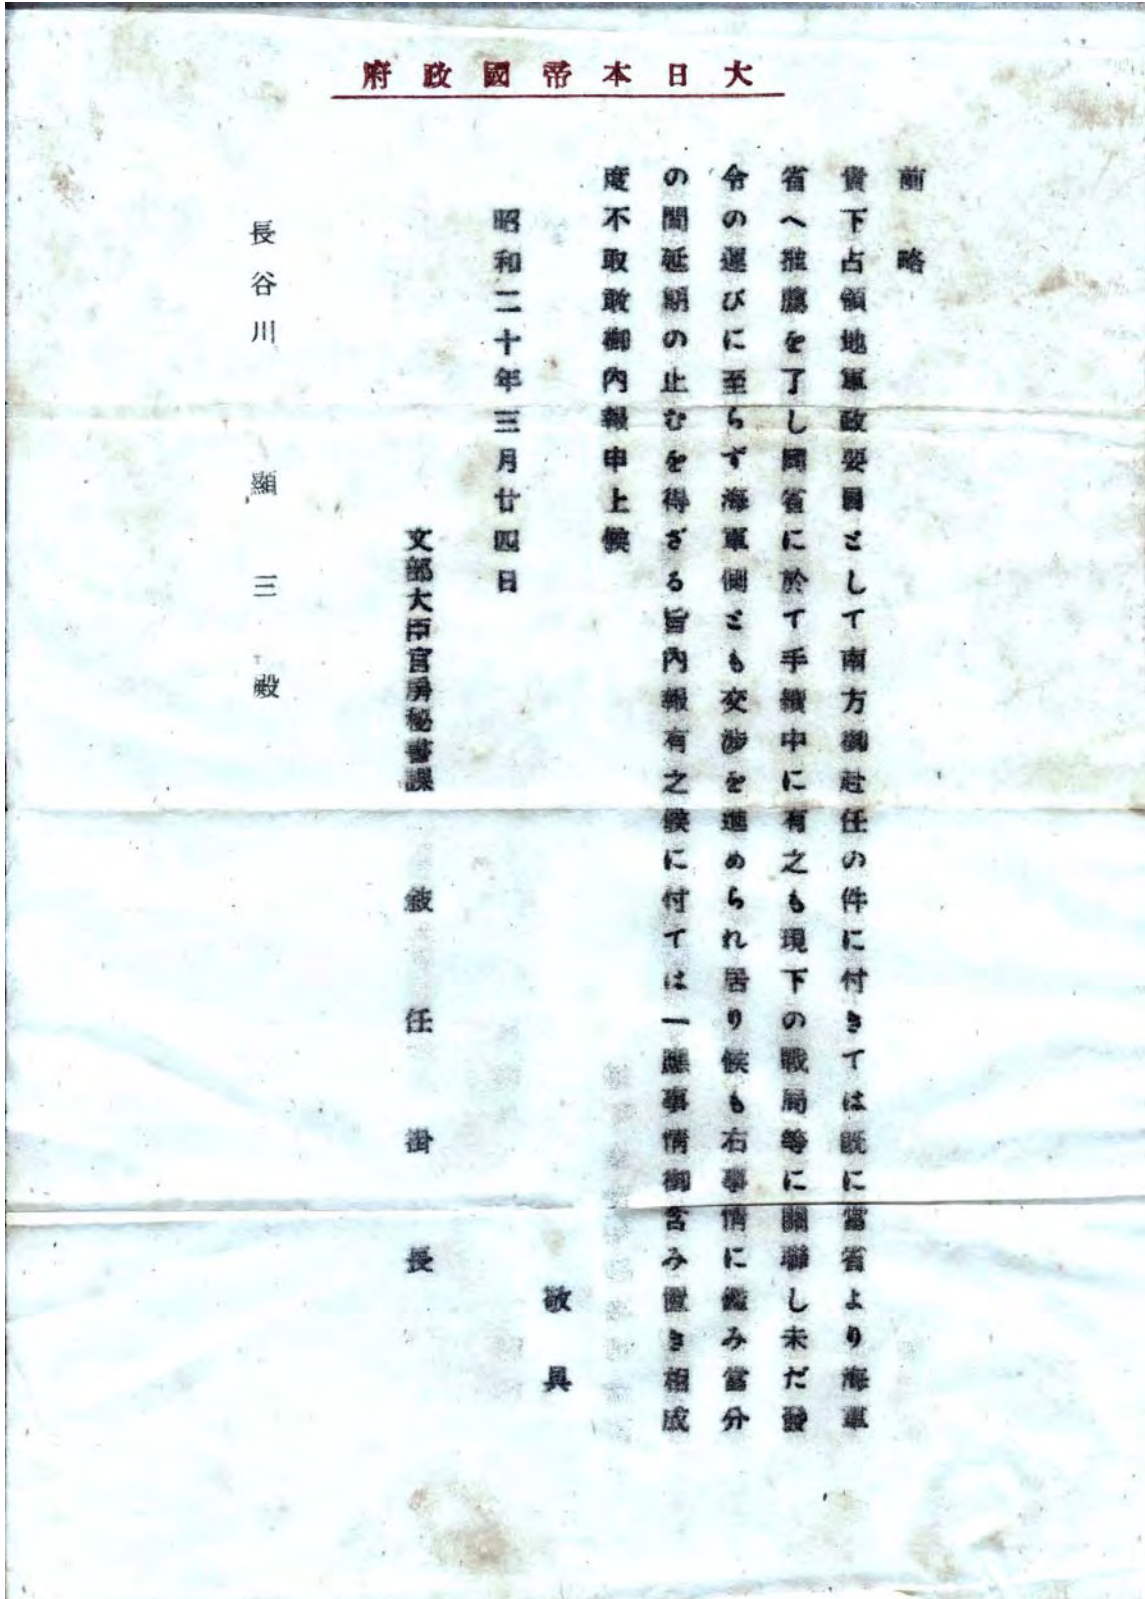 大日本帝國政府
前略
貴下占領地軍政要員として南方御赴任の件に付きては既に當省より海軍
省へ推薦を了し同省に於て手續中に有之も現下の戰局等に關聯し未だ發
令の運びに至らず海軍側とも交渉を進められ居り候も右事情に鑑み當分
の間延期の止むを得ざる旨内報有之候に付ては一應事情御含み置き相成
度不取敢御内報申上候
敬具
昭和二十年三月廿四日
文部大臣官房秘書課 敍任掛長
長谷川 顯三殿